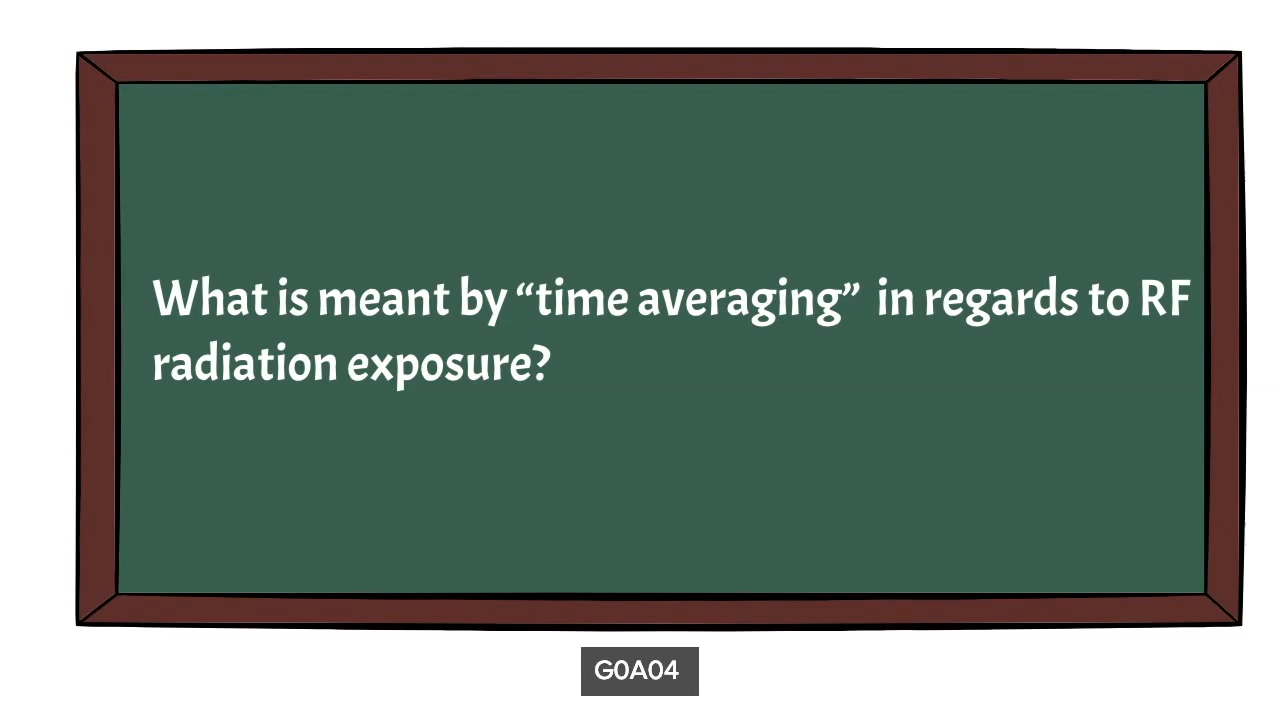 What is meant by “time averaging” in regards to RF
radiation exposure?
G0A04